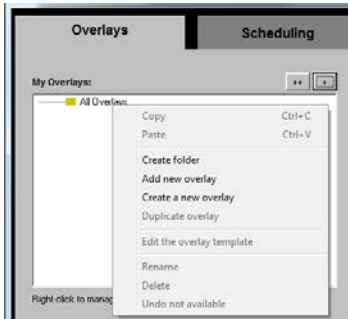 Overlays
Scheduling
My Overlays:
++
+
All Overlays
Copy Ctrl+C
Paste Ctrl+V
Create folder
Add new overlay
Create a new overlay
Duplicate overlay
Edit the overlay template
Rename
Delete
Undo not available
Right-click to manag